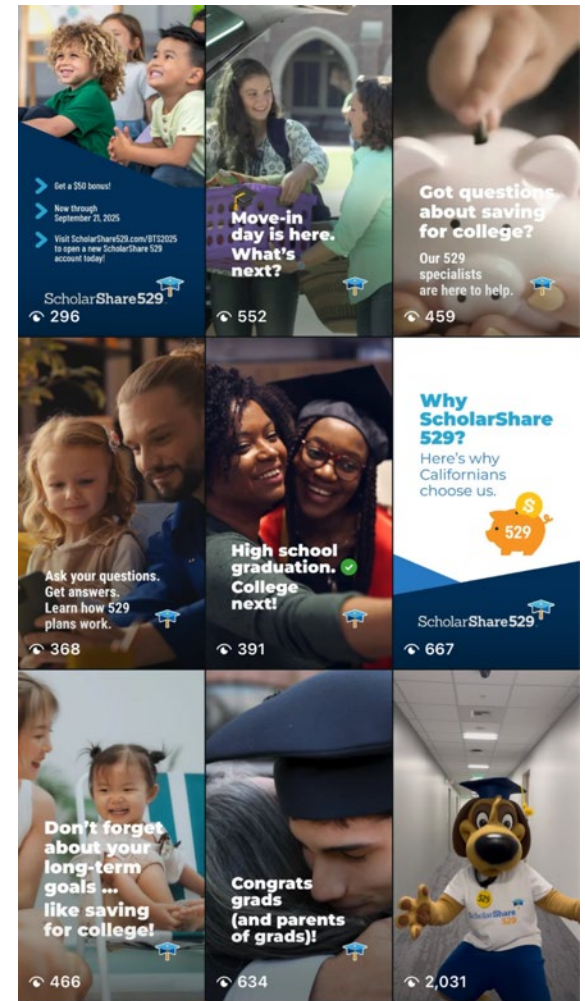 Get a $50 bonus!
Now through
September 21, 2025
Visit ScholarShare529.com/BTS2025
to open a new ScholarShare 529
account today!
ScholarShare529
296
Move-in
day is here.
What's
next?
552
Got questions
about saving
for college?
Our 529
specialists
are here to help.
459
Ask your questions.
Get answers.
Learn how 529
plans work.
368
High school
graduation.
College
next!
391
Why
ScholarShare
529?
Here's why
Californians
choose us.
$
529
ScholarShare529
667
Don't forget
about your
long-term
goals ...
like saving
for college!
466
Congrats
grads
(and parents
of grads)!
634
529
ScholarShare
529
2,031